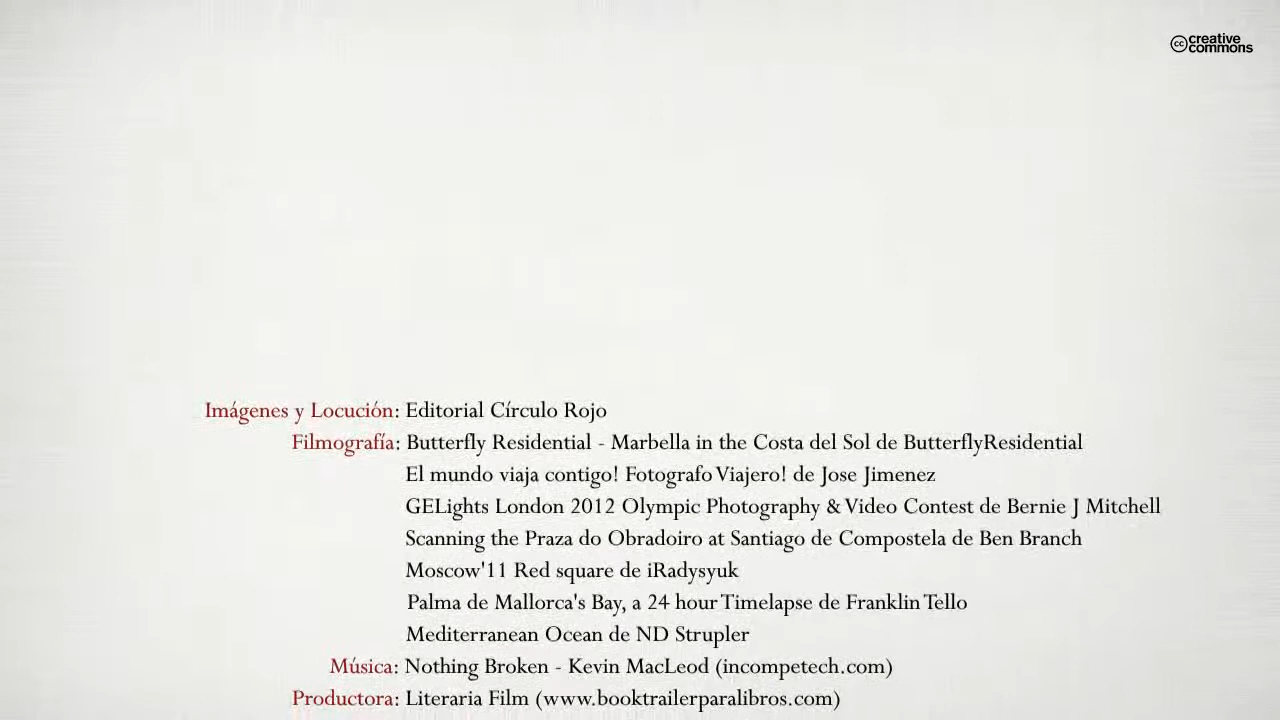 cc creative
commons
Imágenes y Locución: Editorial Círculo Rojo
Filmografía: Butterfly Residential - Marbella in the Costa del Sol de ButterflyResidential
El mundo viaja contigo! Fotografo Viajero! de Jose Jimenez
GELights London 2012 Olympic Photography & Video Contest de Bernie J Mitchell
Scanning the Praza do Obradoiro at Santiago de Compostela de Ben Branch
Moscow'11 Red square de iRadysyuk
Palma de Mallorca's Bay, a 24 hour Timelapse de Franklin Tello
Mediterranean Ocean de ND Strupler
Música: Nothing Broken - Kevin MacLeod (incompetech.com)
Productora: Literaria Film (www.booktrailerparalibros.com)